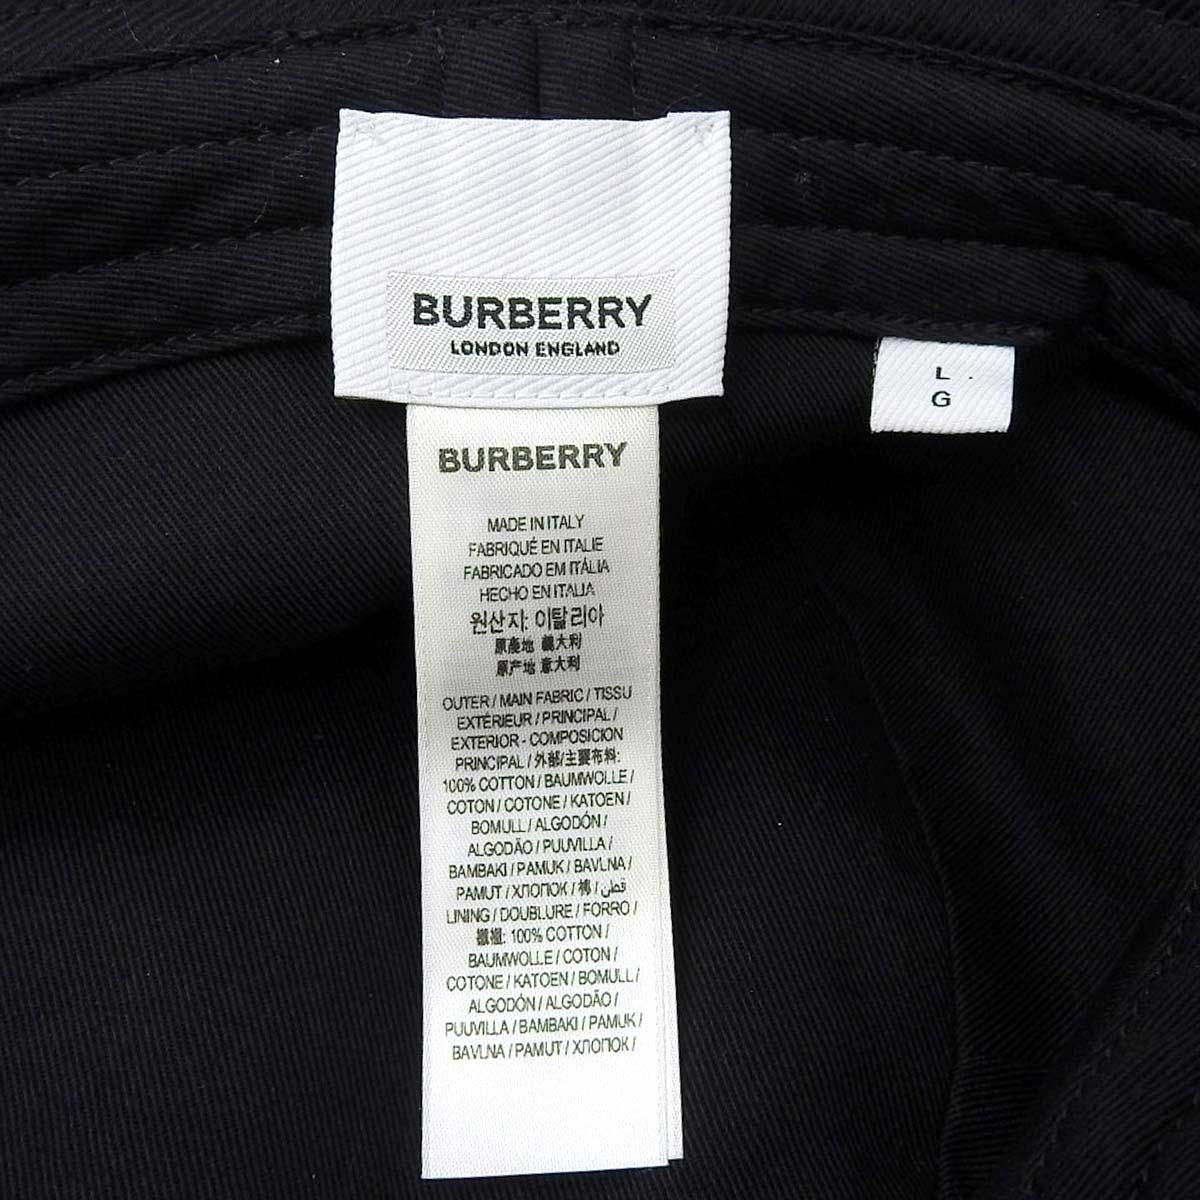 BURBERRY
LONDON ENGLAND
L
G
BURBERRY
MADE IN ITALY
FABRIQUÉ EN ITALIE
FABRICADO EM ITÁLIA
HECHO EN ITALIA
원산지: 이탈리아
原產地 義大利
原产地 意大利
OUTER / MAIN FABRIC / TISSU
EXTÉRIEUR / PRINCIPAL /
EXTERIOR - COMPOSICION
PRINCIPAL / 外部/主要布料:
100% COTTON / BAUMWOLLE /
COTON / COTONE / KATOEN /
BOMULL / ALGODÓN /
ALGODÃO / PUUVILLA /
BAMBAKI / PAMUK / BAVLNA /
PAMUT / ХЛОПОК / 棉 / قطن
LINING / DOUBLURE / FORRO /
100% COTTON /
BAUMWOLLE / COTON /
COTONE / KATOEN / BOMULL /
ALGODÓN / ALGODÃO /
PUUVILLA / BAMBAKI / PAMUK /
BAVLNA / PAMUT / ХЛОПОК /